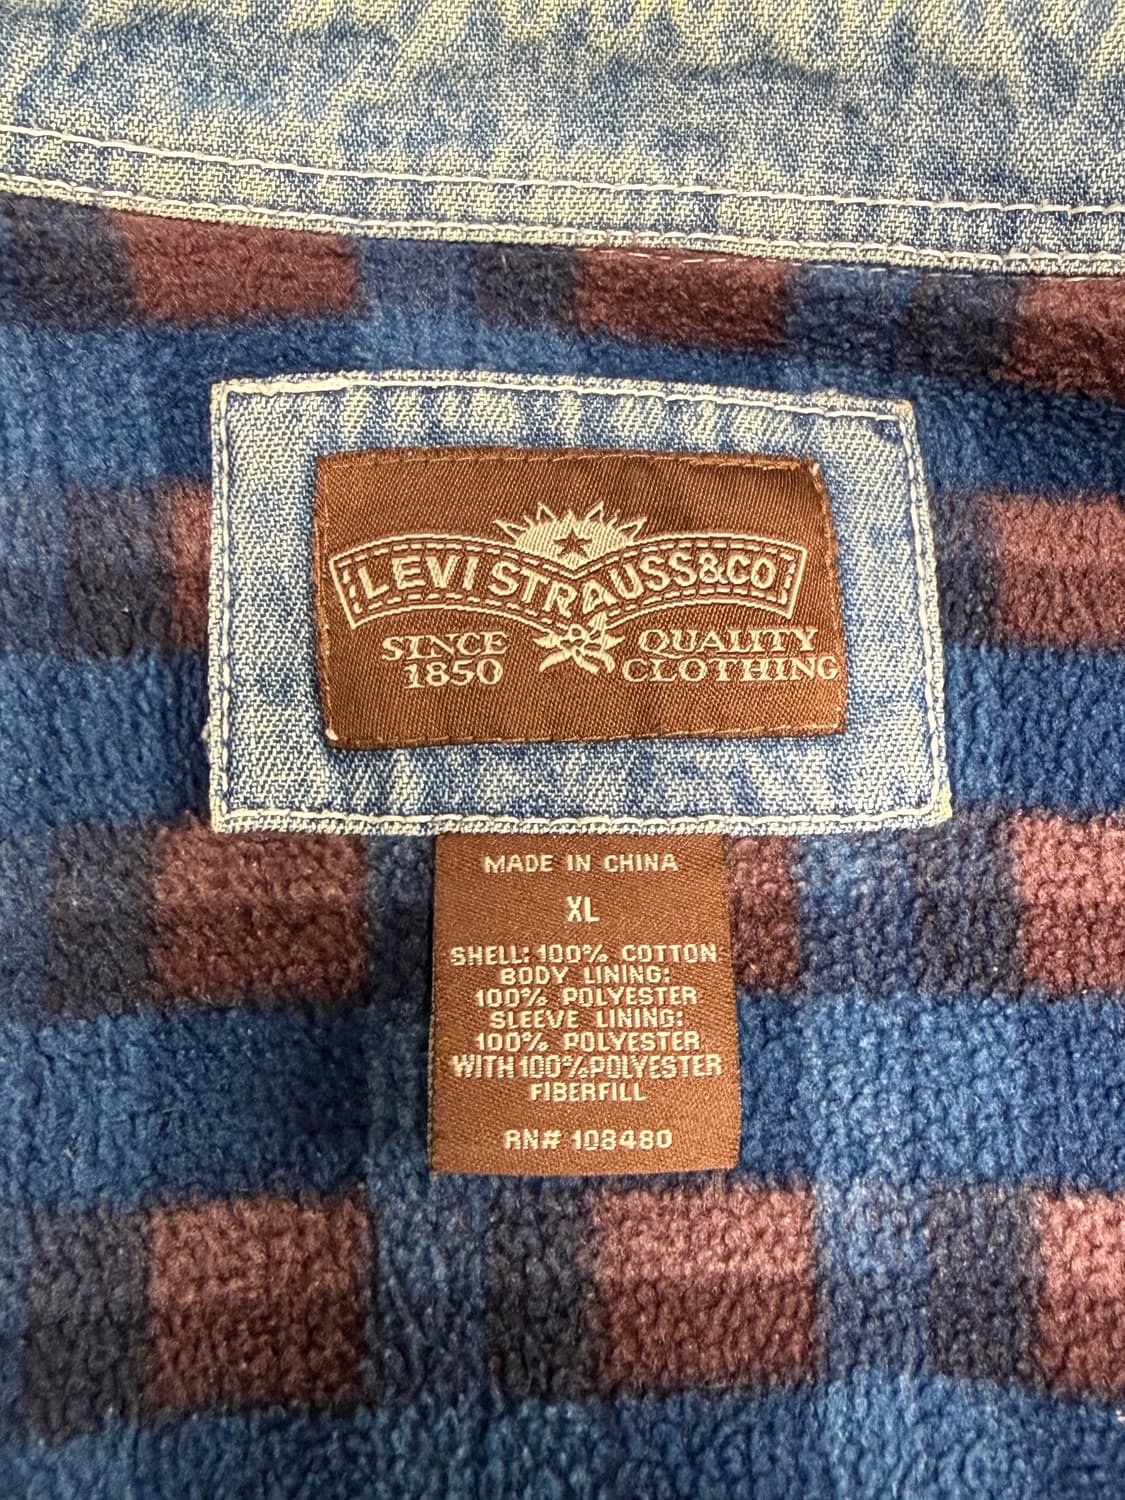 LEVI STRAUSS & CO
SINCE
1850
QUALITY
CLOTHING
MADE IN CHINA
XL
SHELL: 100% COTTON
BODY LINING:
100% POLYESTER
SLEEVE LINING:
100% POLYESTER
WITH 100% POLYESTER
FIBERFILL
RN# 108480